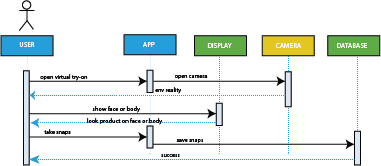 USER
APP
DISPLAY
CAMERA
DATABASE
open virtual try-on
open camera
env reality
show face or body
look product on face or body
take snaps
save snaps
success